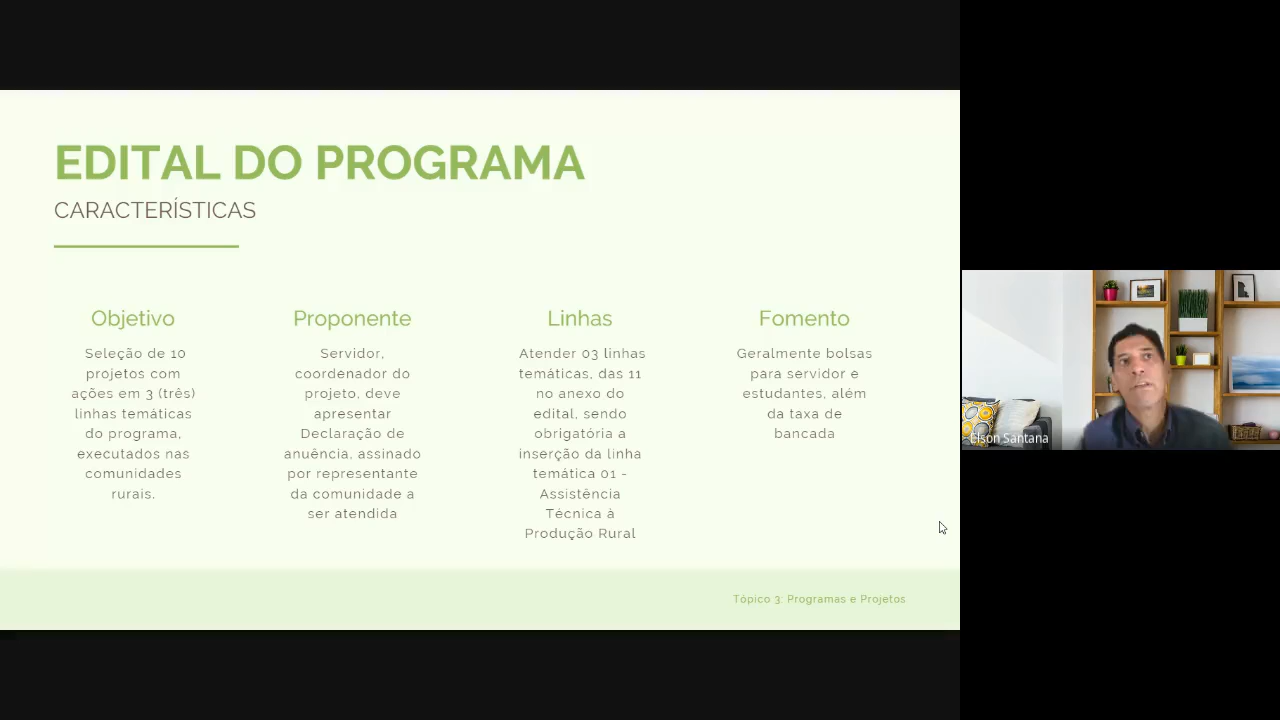 EDITAL DO PROGRAMA
CARACTERÍSTICAS
Objetivo
Seleção de 10
projetos com
ações em 3 (três)
linhas temáticas
do programa,
executados nas
comunidades
rurais.
Proponente
Servidor,
coordenador do
projeto, deve
apresentar
Declaração de
anuencia, assinado
por representante
da comunidade a
ser atendida
Linhas
Atender 03 linhas
temáticas, das 11
no anexo do
edital, sendo
obrigatória a
inserção da linha
temática 01 -
Assistência
Técnica à
Produção Rural
Fomento
Geralmente bolsas
para servidor e
estudantes, além
da taxa de
bancada
Tópico 3: Programas e Projetos
Elson Santana